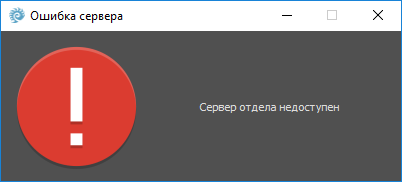 Ошибка сервера
Сервер отдела недоступен